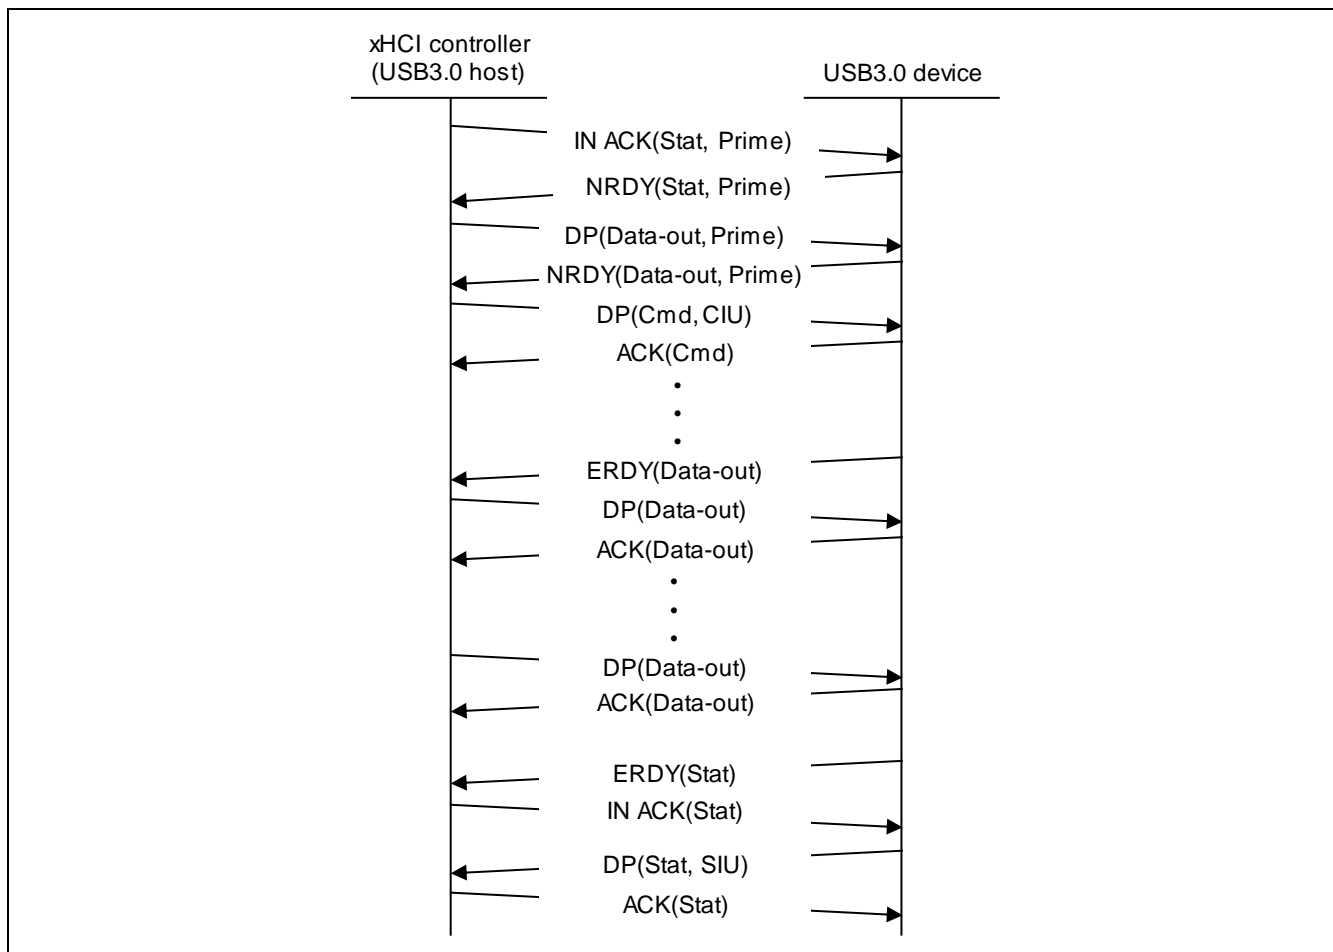 xHCI controller
(USB3.0 host)
USB3.0 device
IN ACK(Stat, Prime)
NRDY(Stat, Prime)
DP(Data-out, Prime)
NRDY(Data-out, Prime)
DP(Cmd, CIU)
ACK(Cmd)
ERDY(Data-out)
DP(Data-out)
ACK(Data-out)
DP(Data-out)
ACK(Data-out)
ERDY(Stat)
IN ACK(Stat)
DP(Stat, SIU)
ACK(Stat)